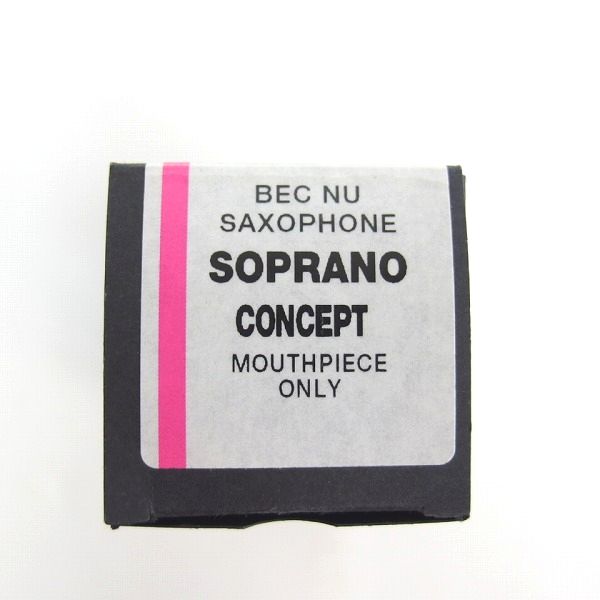 BEC NU
SAXOPHONE
SOPRANO
CONCEPT
MOUTHPIECE
ONLY